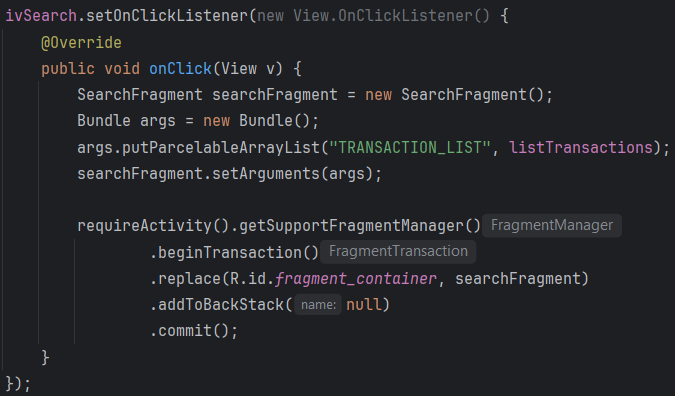 ivSearch.setOnClickListener(new View.OnClickListener() {
@Override
public void onClick(View v) {
SearchFragment searchFragment = new SearchFragment();
Bundle args = new Bundle();
args.putParcelableArrayList("TRANSACTION_LIST", listTransactions);
searchFragment.setArguments(args);
requireActivity().getSupportFragmentManager() FragmentManager
.beginTransaction() FragmentTransaction
.replace(R.id.fragment_container, searchFragment)
.addToBackStack( name: null)
.commit();
}
});